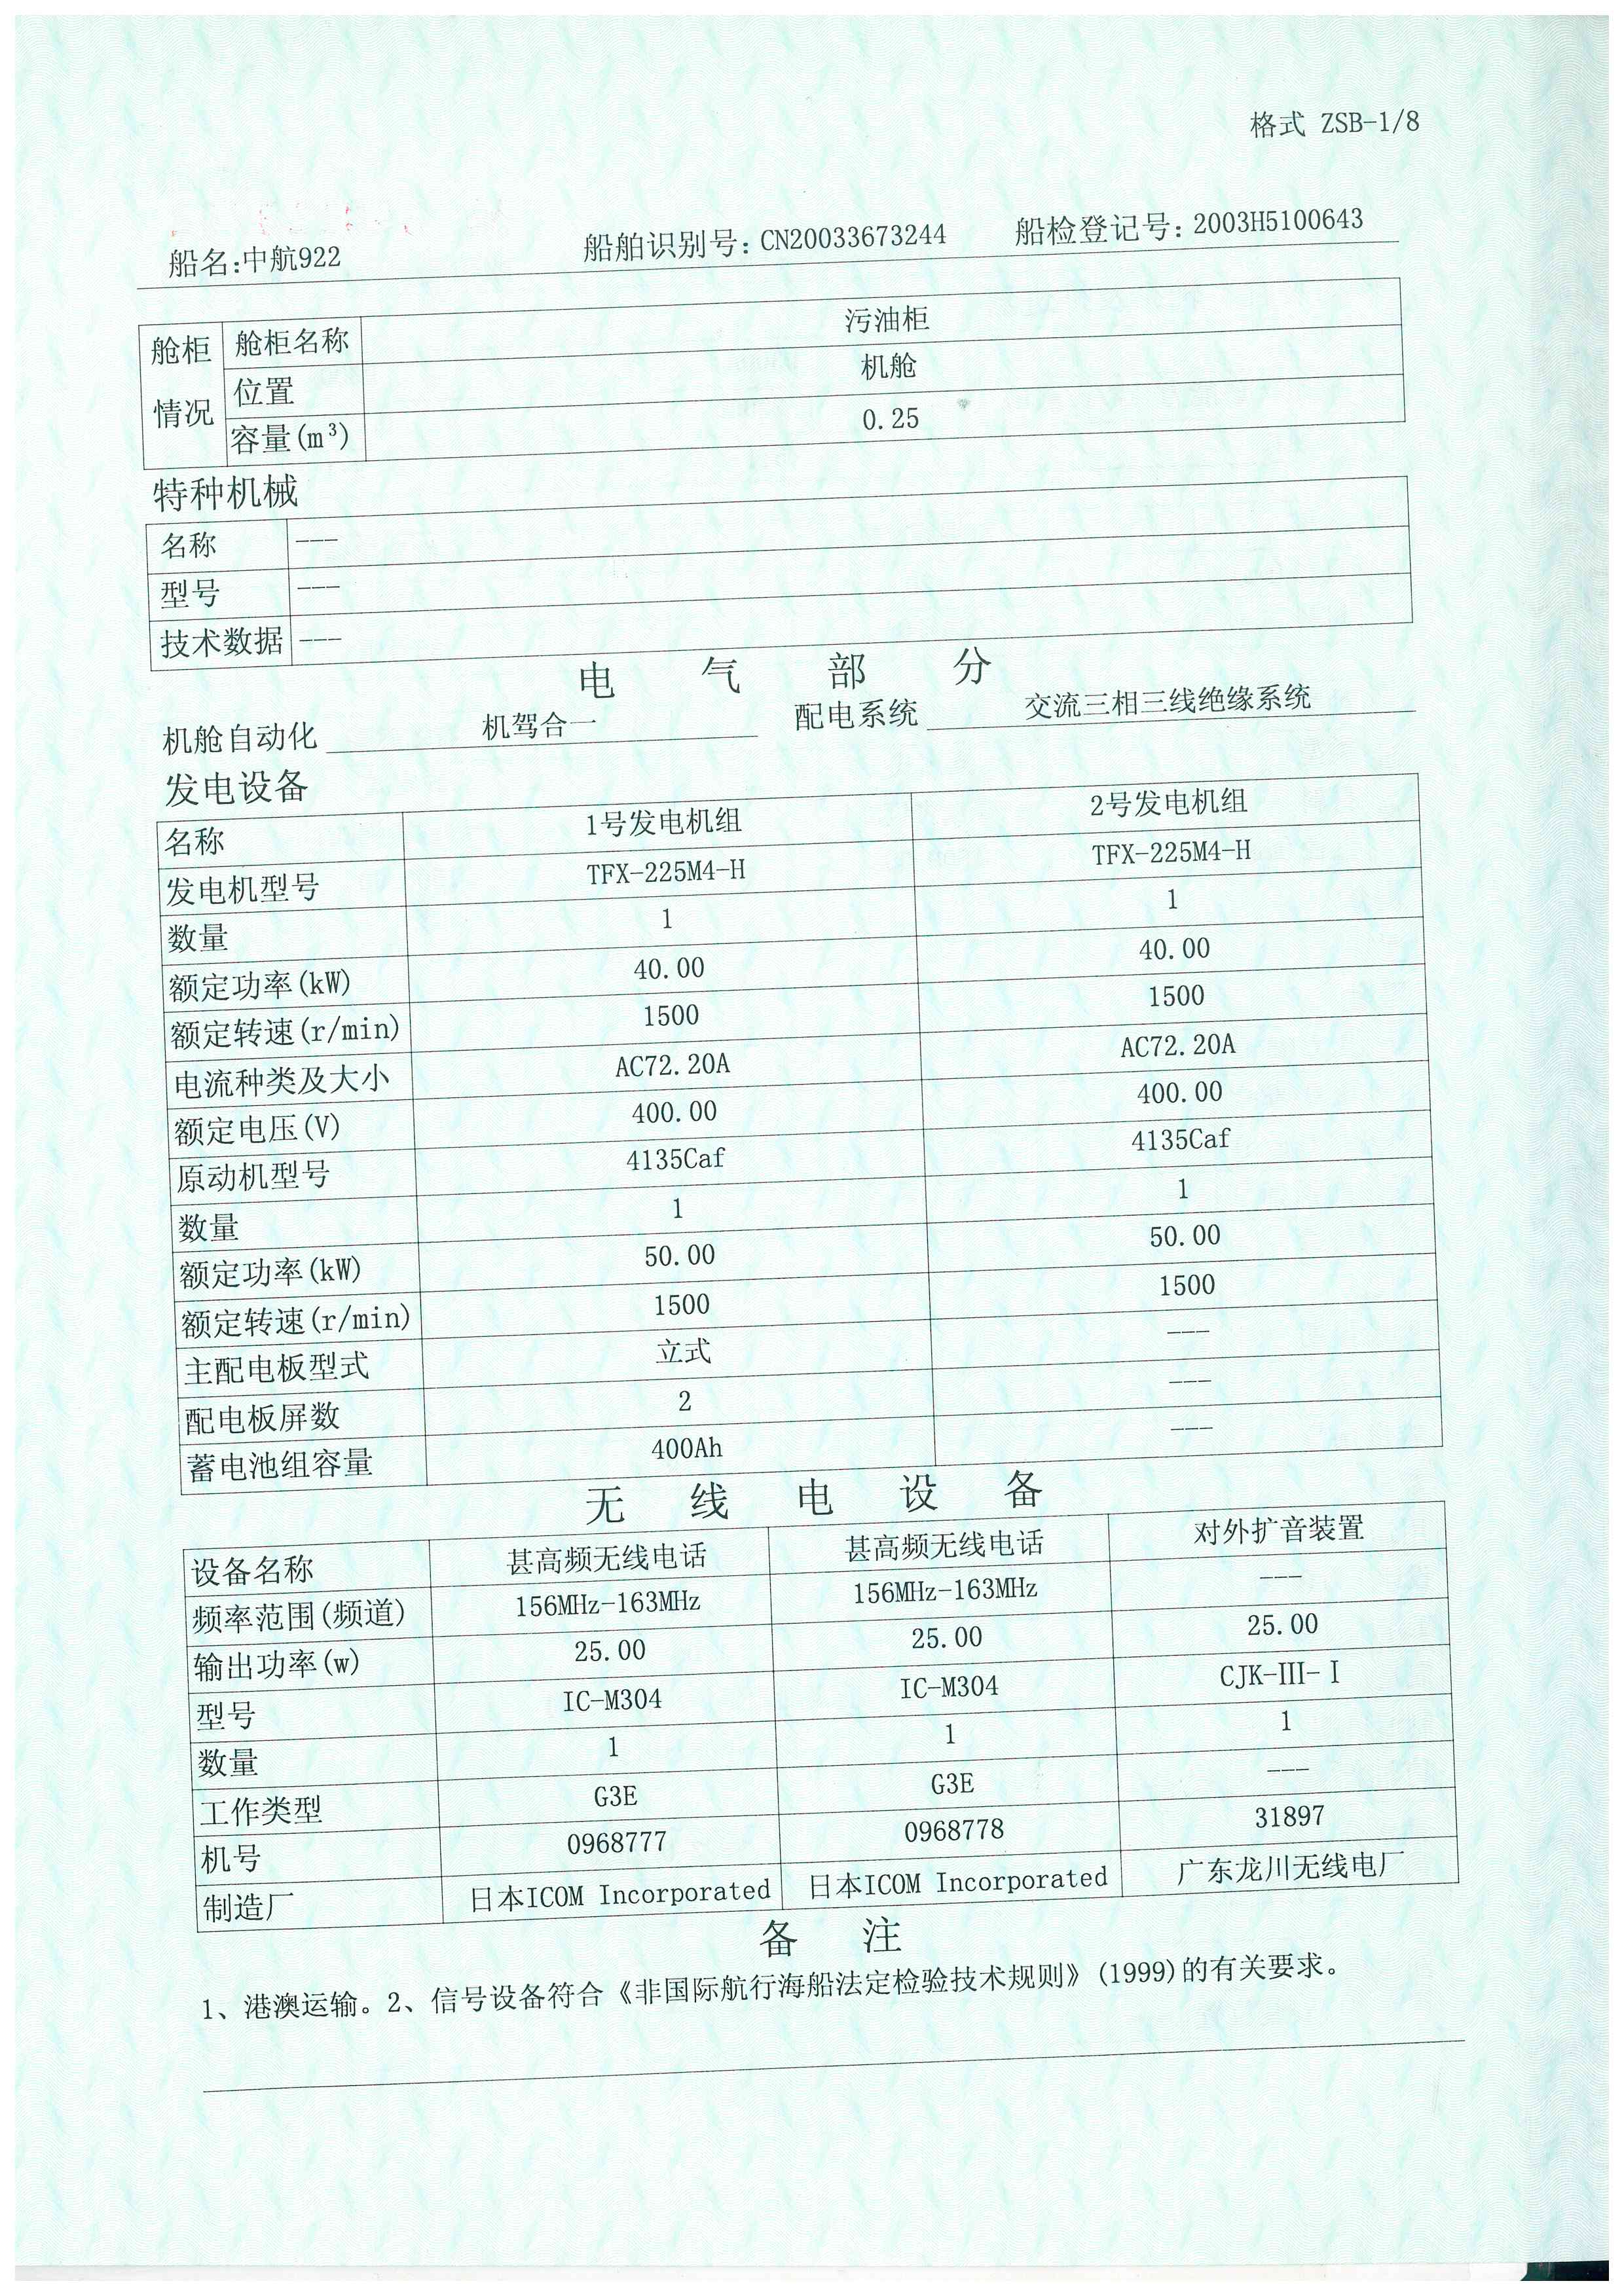 格式 ZSB-1/8
船名:中航922 船舶识别号:CN20033673244 船检登记号:2003H5100643
舱柜情况 舱柜名称 污油柜
位置 机舱
容量(m³) 0.25
特种机械
名称 ---
型号 ---
技术数据 ---
电气部分
机舱自动化 机驾合一 配电系统 交流三相三线绝缘系统
发电设备
名称 1号发电机组 2号发电机组
发电机型号 TFX-225M4-H TFX-225M4-H
数量 1 1
额定功率(kW) 40.00 40.00
额定转速(r/min) 1500 1500
电流种类及大小 AC72.20A AC72.20A
额定电压(V) 400.00 400.00
原动机型号 4135Caf 4135Caf
数量 1 1
额定功率(kW) 50.00 50.00
额定转速(r/min) 1500 1500
主配电板型式 立式 ---
配电板屏数 2 ---
蓄电池组容量 400Ah ---
无线电设备
设备名称 甚高频无线电话 甚高频无线电话 对外扩音装置
频率范围(频道) 156MHz-163MHz 156MHz-163MHz ---
输出功率(w) 25.00 25.00 25.00
型号 IC-M304 IC-M304 CJK-III-I
数量 1 1 1
工作类型 G3E G3E ---
机号 0968777 0968778 31897
制造厂 日本ICOM Incorporated 日本ICOM Incorporated 广东龙川无线电厂
备注
1、港澳运输。2、信号设备符合《非国际航行海船法定检验技术规则》(1999)的有关要求。